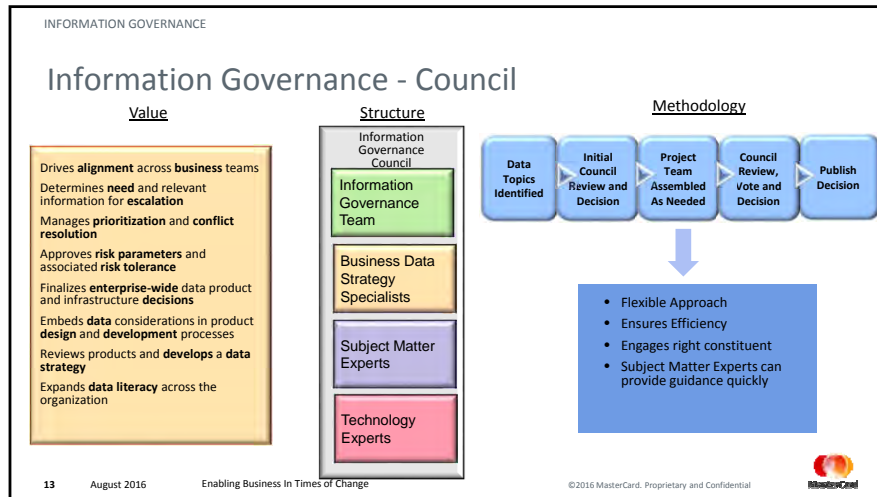 INFORMATION GOVERNANCE
Information Governance - Council
Value
Drives alignment across business teams
Determines need and relevant
information for escalation
Manages prioritization and conflict
resolution
Approves risk parameters and
associated risk tolerance
Finalizes enterprise-wide data product
and infrastructure decisions
Embeds data considerations in product
design and development processes
Reviews products and develops a data
strategy
Expands data literacy across the
organization
Structure
Information
Governance
Council
Information
Governance
Team
Business Data
Strategy
Specialists
Subject Matter
Experts
Technology
Experts
Methodology
Data
Topics
Identified
Initial
Council
Review and
Decision
Project
Team
Assembled
As Needed
Council
Review,
Vote and
Decision
Publish
Decision
• Flexible Approach
• Ensures Efficiency
• Engages right constituent
• Subject Matter Experts can
provide guidance quickly
13 August 2016 Enabling Business In Times of Change ©2016 MasterCard. Proprietary and Confidential
MasterCard